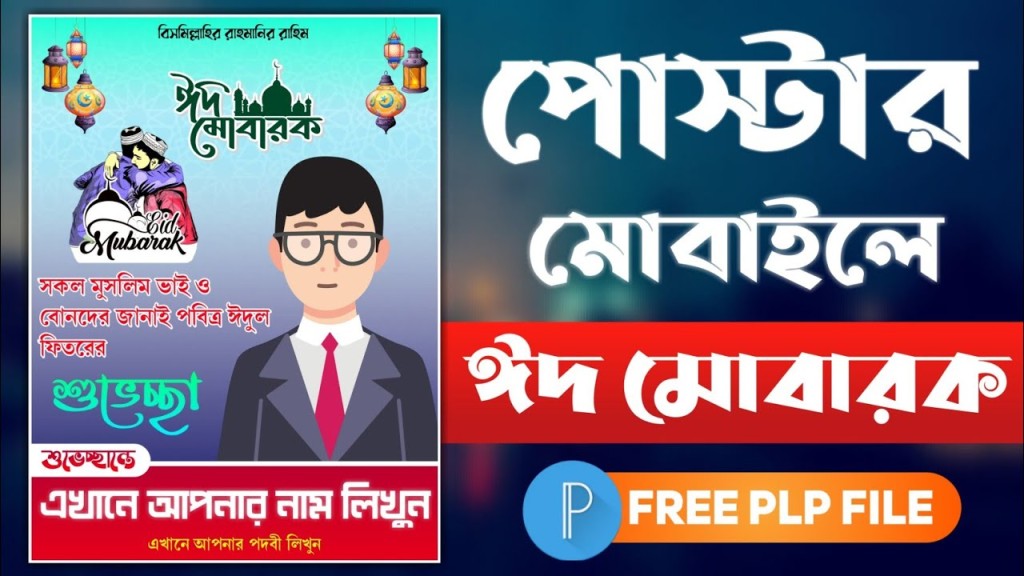 বিসমিল্লাহির রাহমানির রাহিম
ঈদ
মোবারক
Eid
Mubarak
সকল মুসলিম ভাই ও
বোনদের জানাই পবিত্র ঈদুল
ফিতরের
শুভেচ্ছা
শুভেচ্ছান্তে
এখানে আপনার নাম লিখুন
এখানে আপনার পদবী লিখুন
পোস্টার
মোবাইলে
ঈদ মোবারক
P FREE PLP FILE